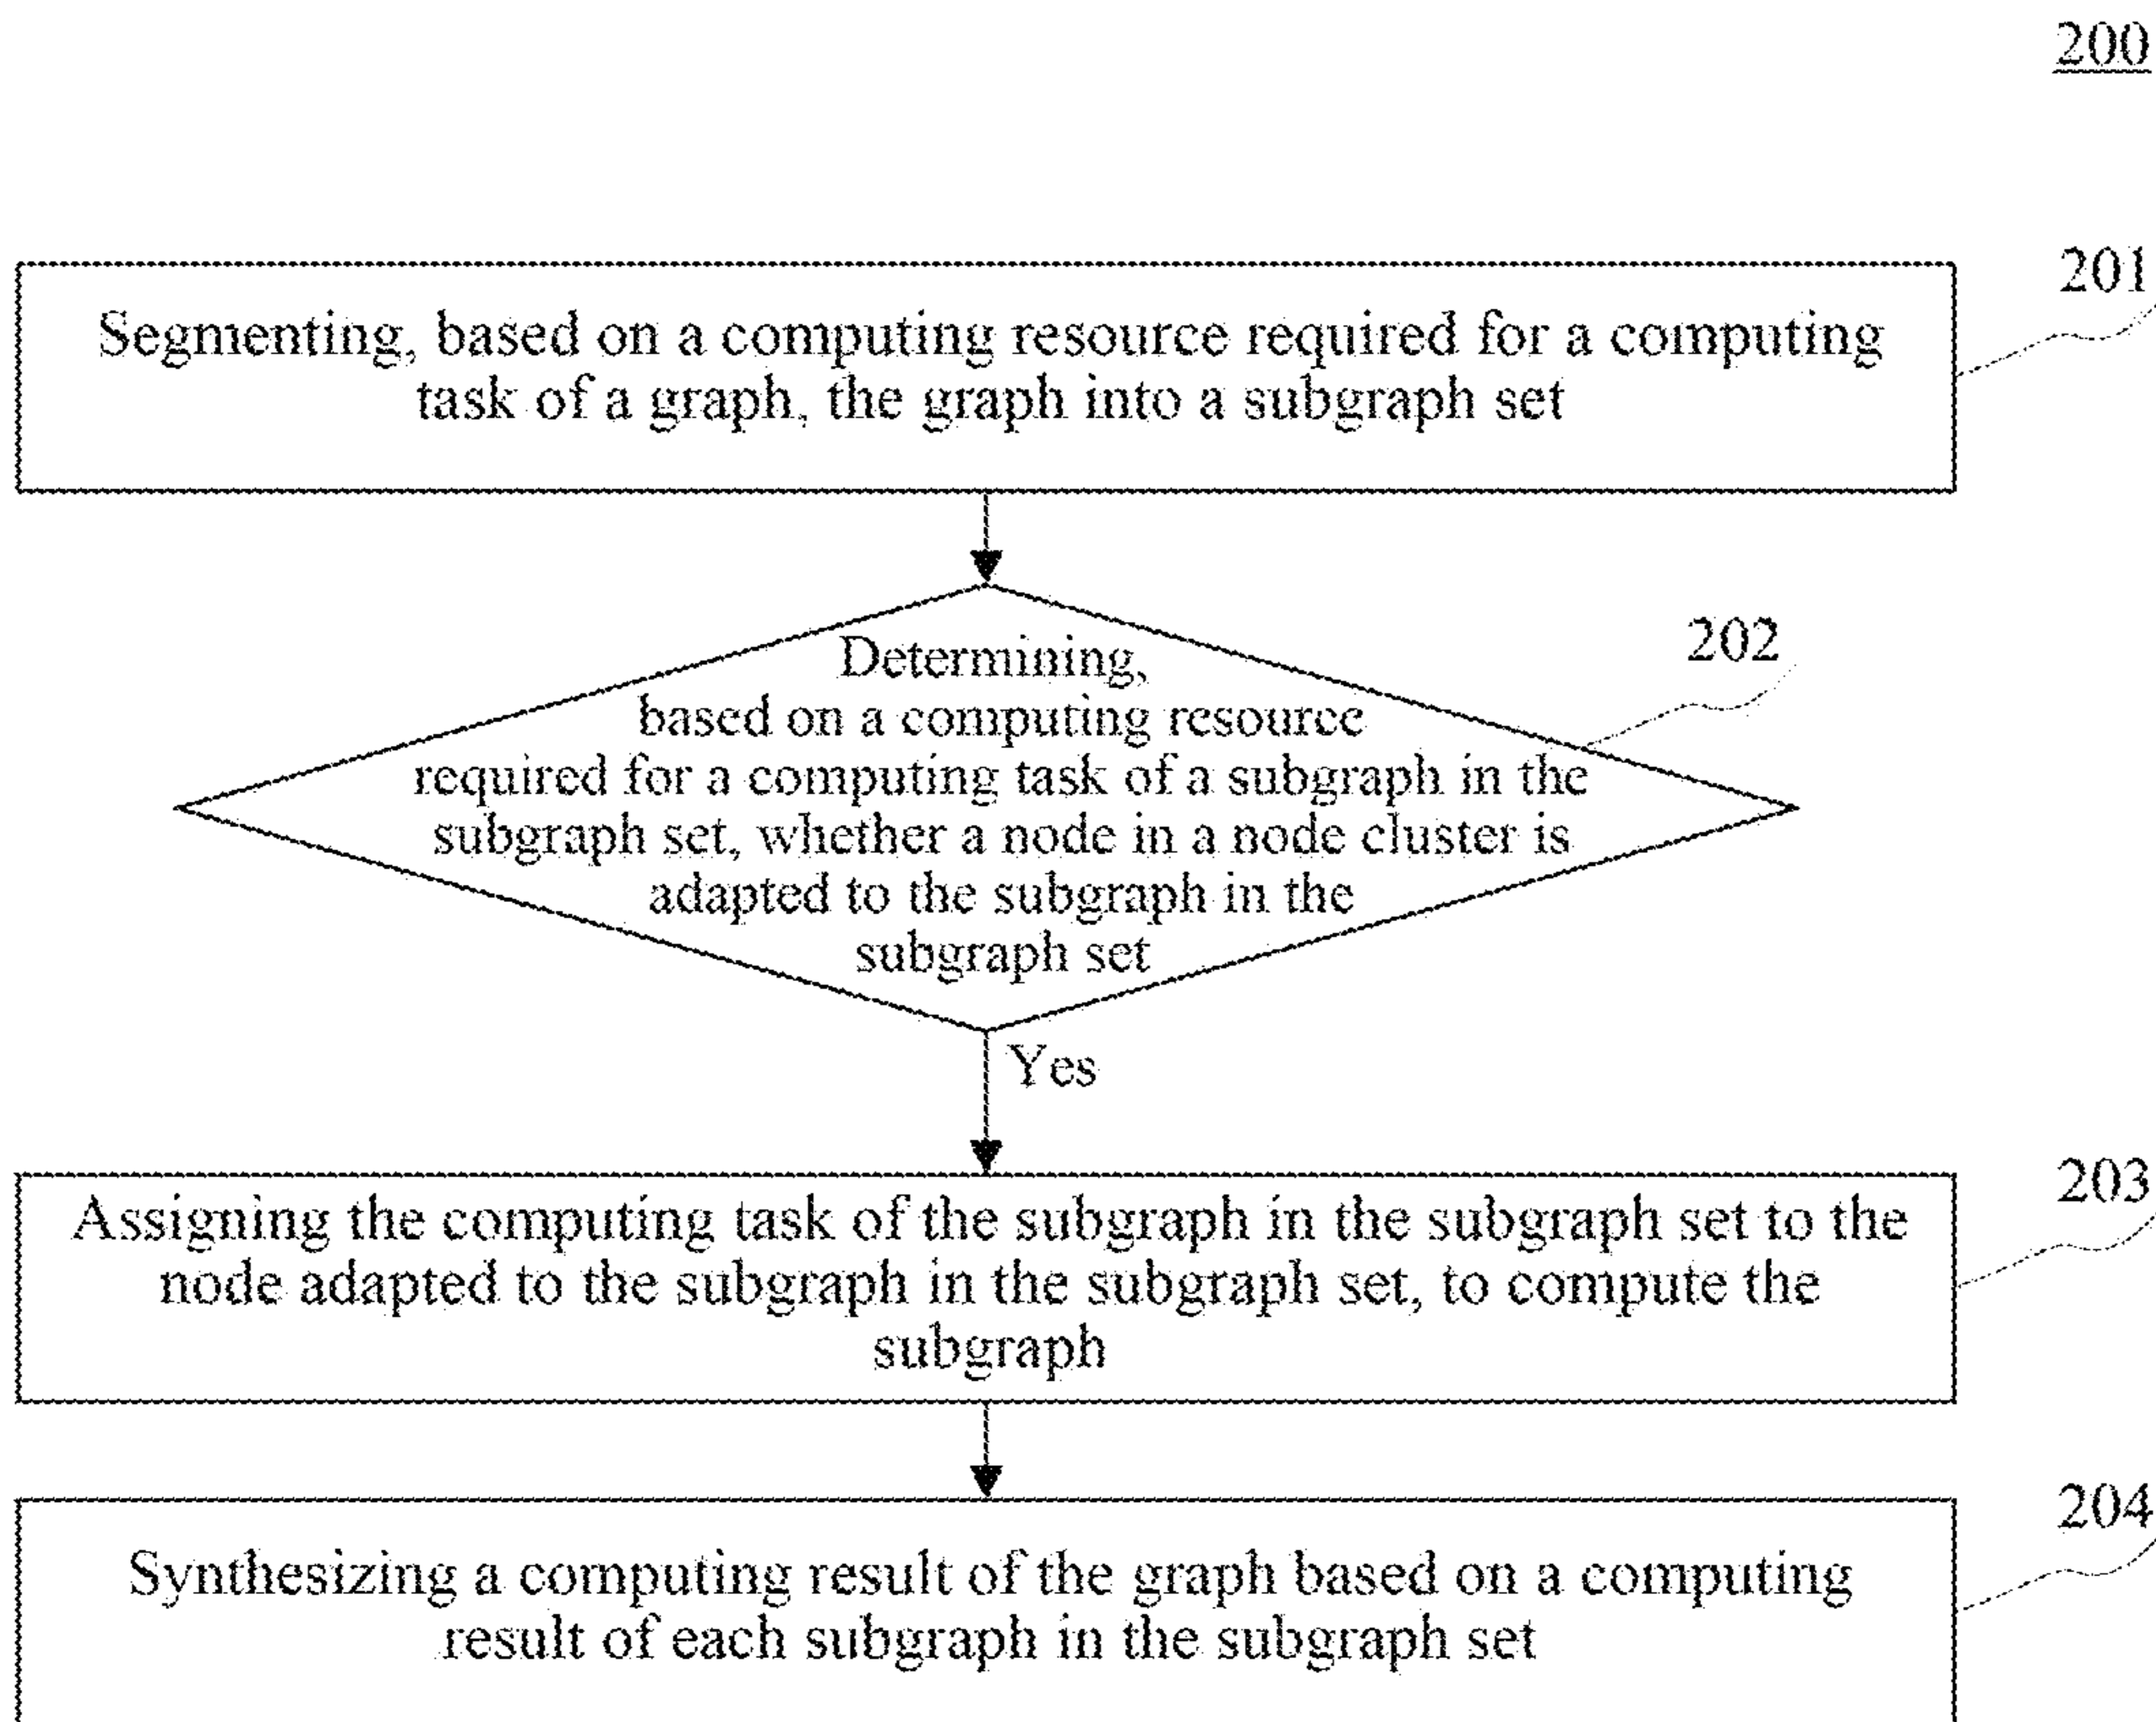 200
201
Segmenting, based on a computing resource required for a computing
task of a graph, the graph into a subgraph set
202
Determining,
based on a computing resource
required for a computing task of a subgraph in the
subgraph set, whether a node in a node cluster is
adapted to the subgraph in the
subgraph set
Yes
203
Assigning the computing task of the subgraph in the subgraph set to the
node adapted to the subgraph in the subgraph set, to compute the
subgraph
204
Synthesizing a computing result of the graph based on a computing
result of each subgraph in the subgraph set